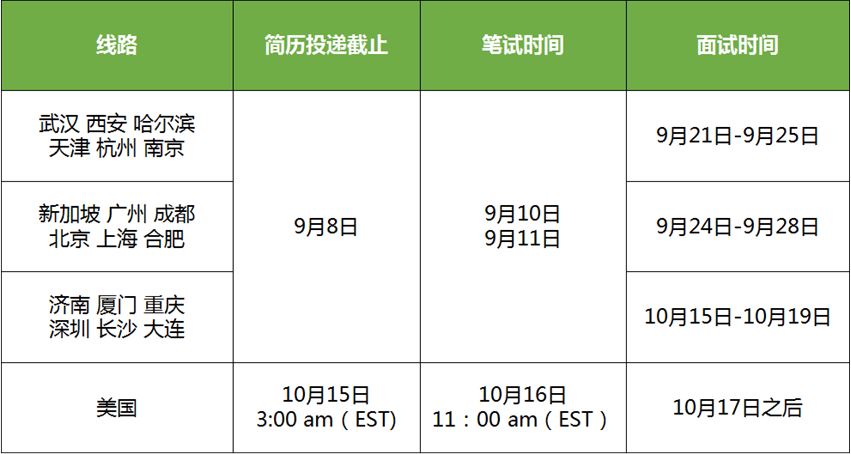 线路 简历投递截止 笔试时间 面试时间
武汉 西安 哈尔滨
天津 杭州 南京
9月21日-9月25日
新加坡 广州 成都
北京 上海 合肥
9月8日
9月10日
9月11日
9月24日-9月28日
济南 厦门 重庆
深圳 长沙 大连
10月15日-10月19日
美国
10月15日
3:00 am（EST)
10月16日
11：00 am（EST）
10月17日之后